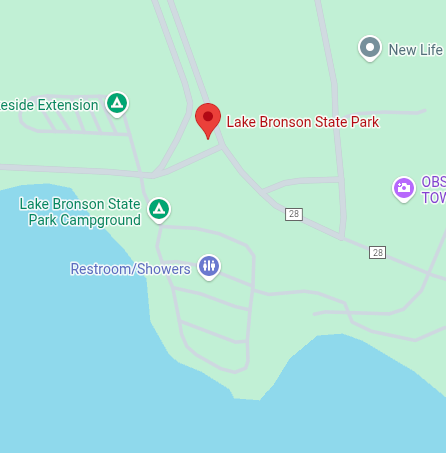 New Life
eside Extension
Lake Bronson State Park
OBS
TOW
Lake Bronson State
Park Campground
28
28
Restroom/Showers